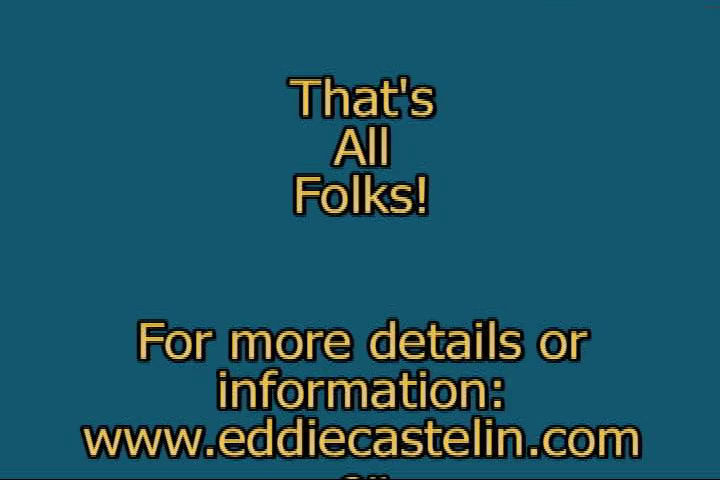 That's
All
Folks!
For more details or
information:
www.eddiecastelin.com